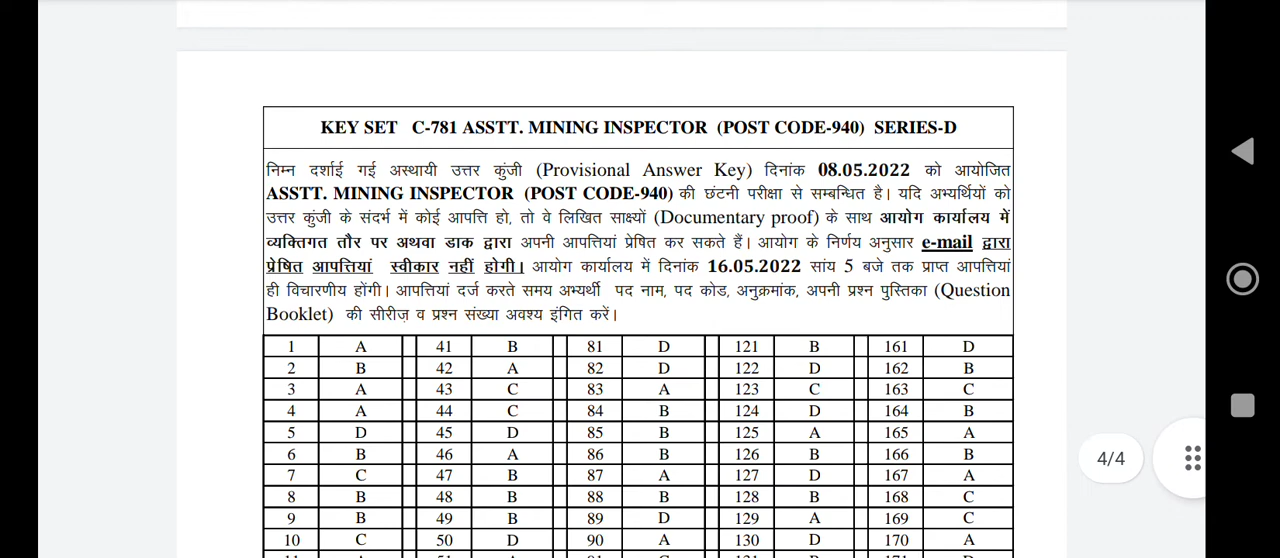 KEY SET C-781 ASSTT. MINING INSPECTOR (POST CODE-940) SERIES-D
निम्न दर्शाई गई अस्थायी उत्तर कुंजी (Provisional Answer Key) दिनांक 08.05.2022 को आयोजित
ASSTT. MINING INSPECTOR (POST CODE-940) की छंटनी परीक्षा से सम्बन्धित है। यदि अभ्यर्थियों को
उत्तर कुंजी के संदर्भ में कोई आपत्ति हो, तो वे लिखित साक्ष्यों (Documentary proof) के साथ आयोग कार्यालय में
व्यक्तिगत तौर पर अथवा डाक द्वारा अपनी आपत्तियां प्रेषित कर सकते हैं। आयोग के निर्णय अनुसार e-mail द्वारा
प्रेषित आपत्तियां स्वीकार नहीं होगी। आयोग कार्यालय में दिनांक 16.05.2022 सांय 5 बजे तक प्राप्त आपत्तियां
ही विचारणीय होंगी। आपत्तियां दर्ज करते समय अभ्यर्थी पद नाम, पद कोड, अनुक्रमांक, अपनी प्रश्न पुस्तिका (Question
Booklet) की सीरीज़ व प्रश्न संख्या अवश्य इंगित करें।
1 A 41 B 81 D 121 B 161 D
2 B 42 A 82 D 122 D 162 B
3 A 43 C 83 A 123 C 163 C
4 A 44 C 84 B 124 D 164 B
5 D 45 D 85 B 125 A 165 A
6 B 46 A 86 B 126 B 166 B
7 C 47 B 87 A 127 D 167 A
8 B 48 B 88 B 128 B 168 C
9 B 49 B 89 D 129 A 169 C
10 C 50 D 90 A 130 D 170 A
4/4